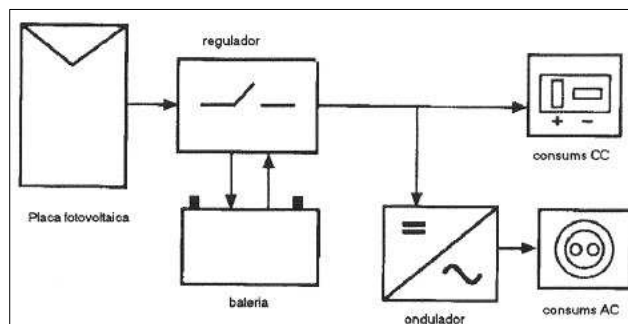 regulador
+ −
consums CC
Placa fotovoltaica
bateria
ondulador
consums AC